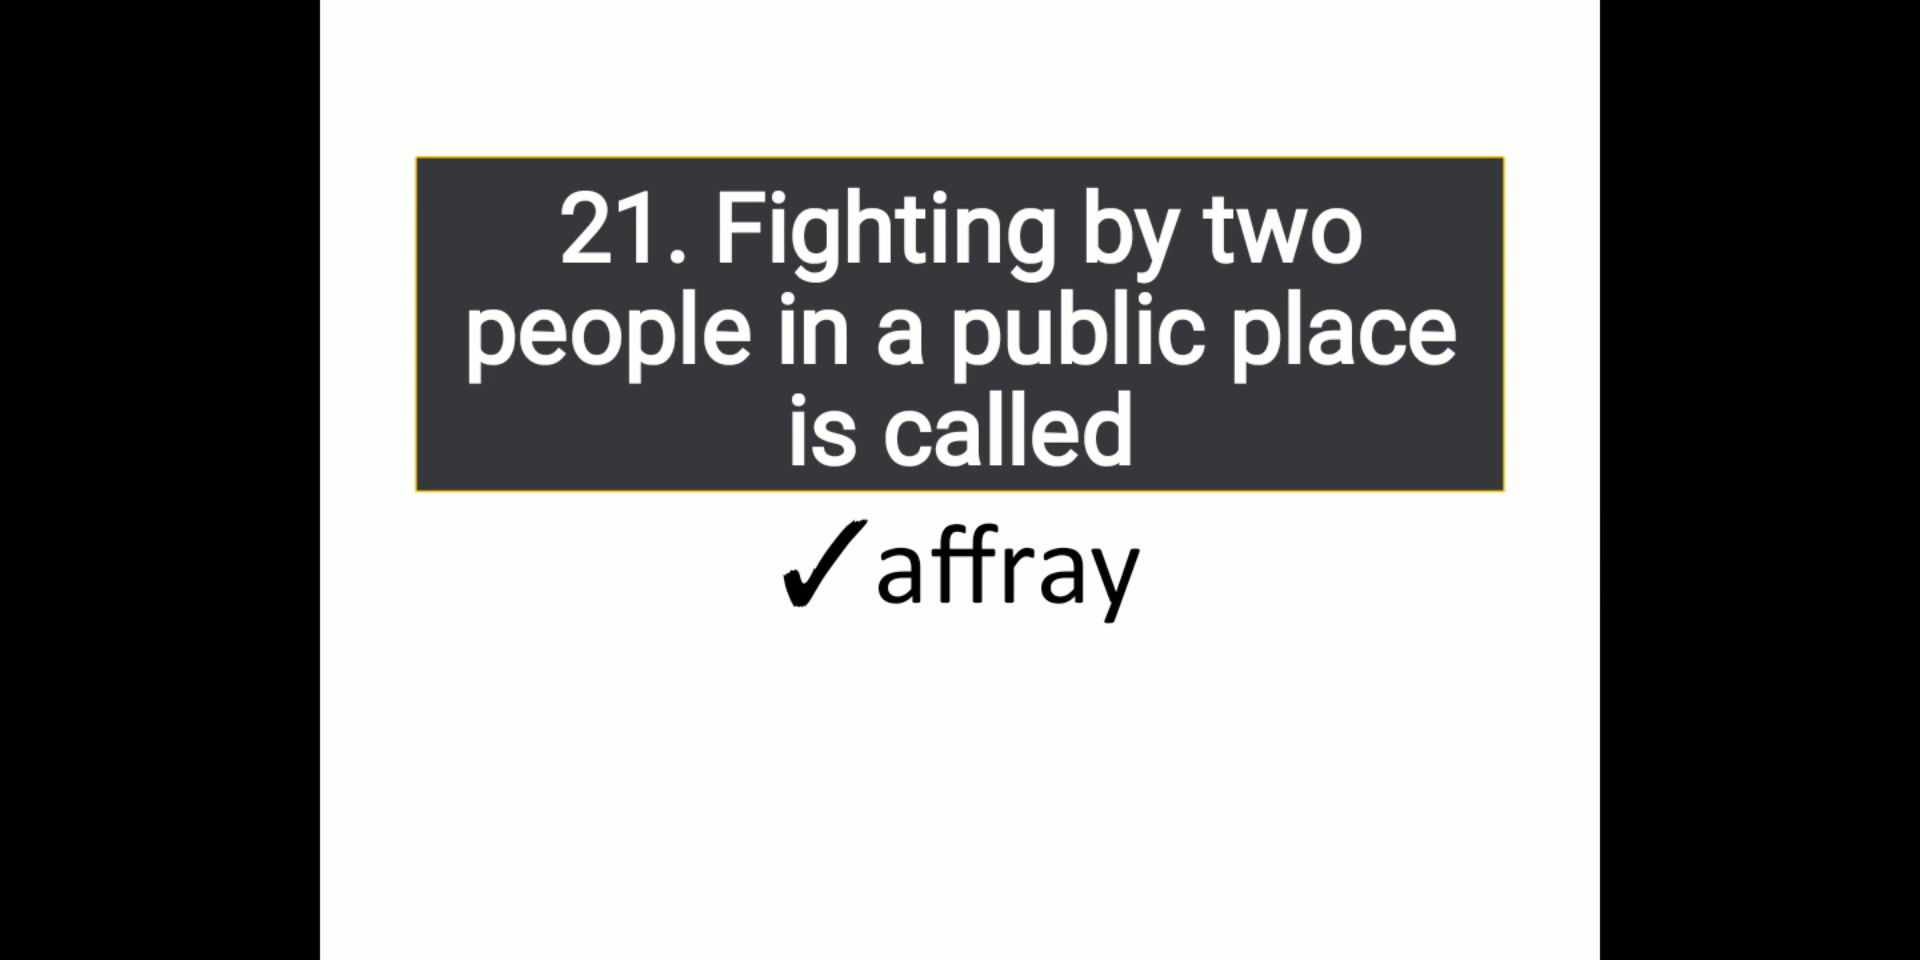 21. Fighting by two
people in a public place
is called
✓affray